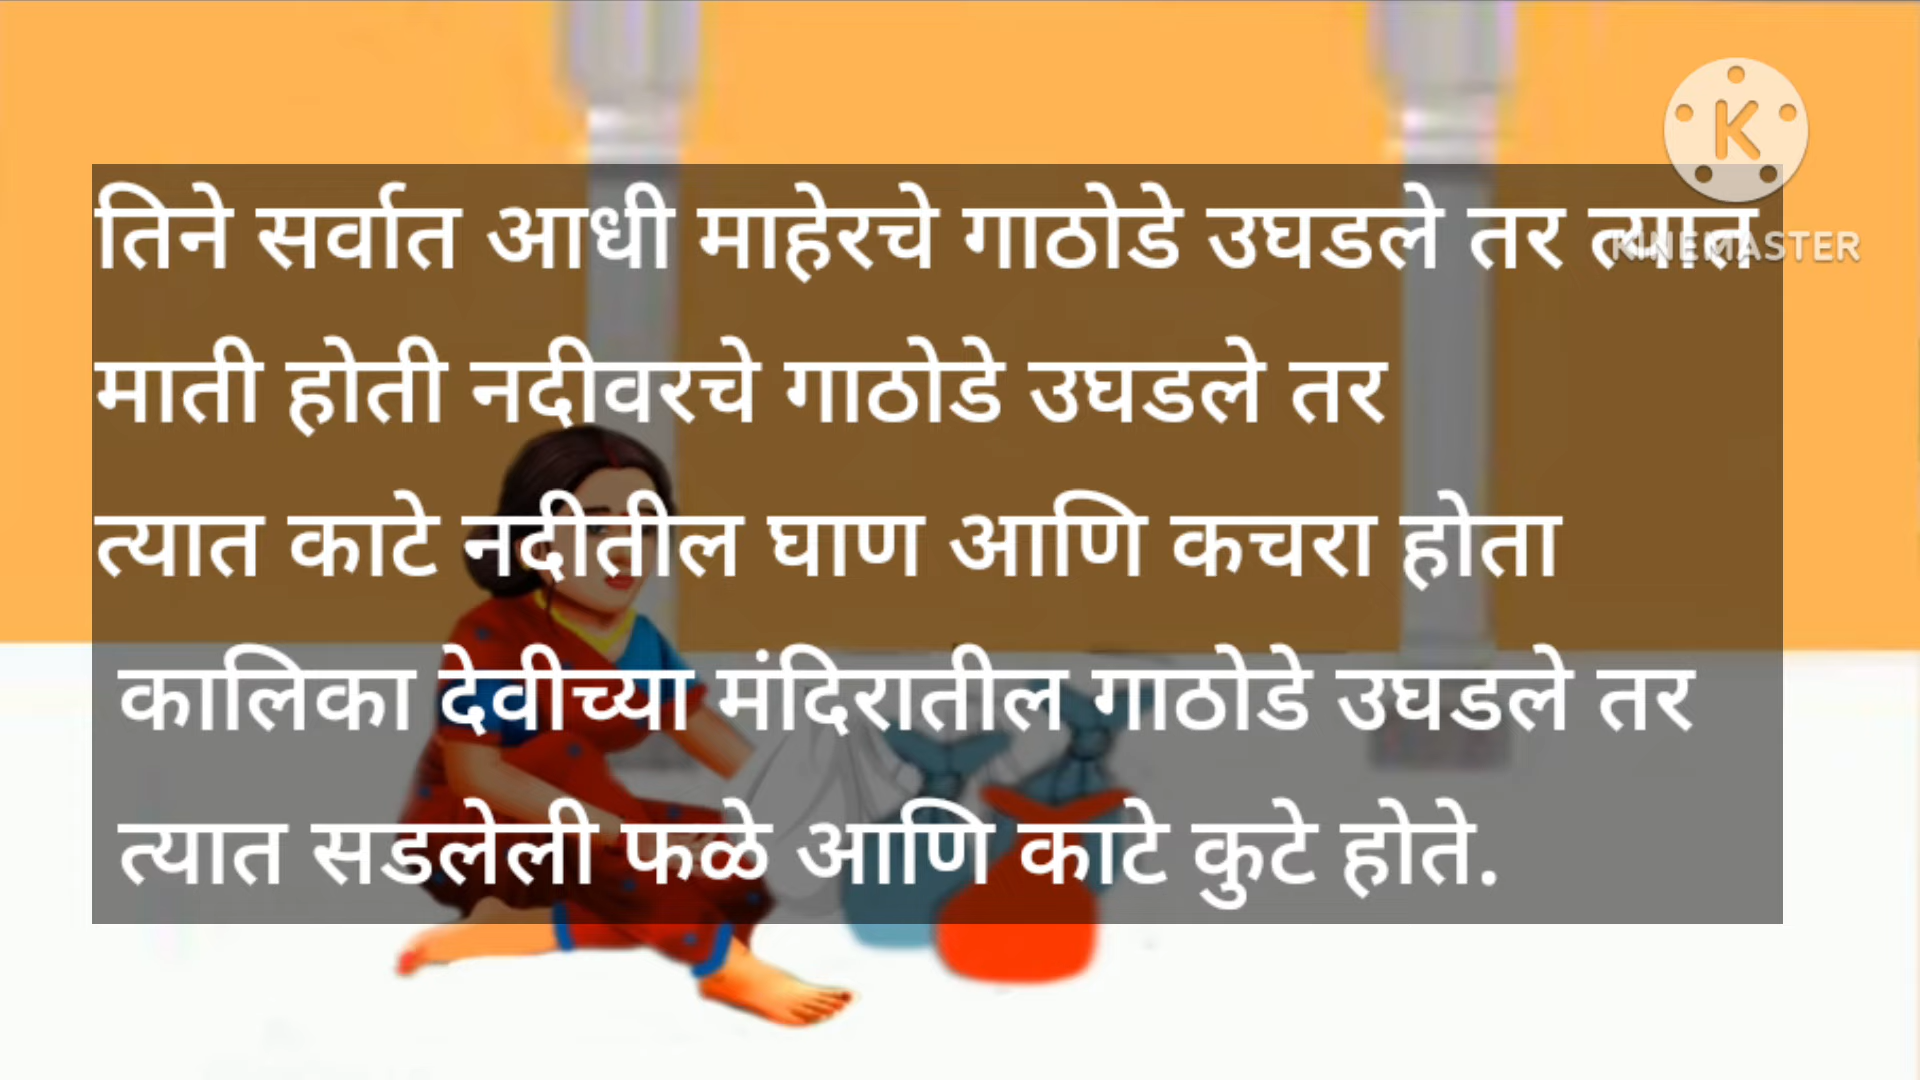 तिने सर्वात आधी माहेरचे गाठोडे उघडले तर त्यात
माती होती नदीवरचे गाठोडे उघडले तर
त्यात काटे नदीतील घाण आणि कचरा होता
कालिका देवीच्या मंदिरातील गाठोडे उघडले तर
त्यात सडलेली फळे आणि काटे कुटे होते.
K
KINEMASTER